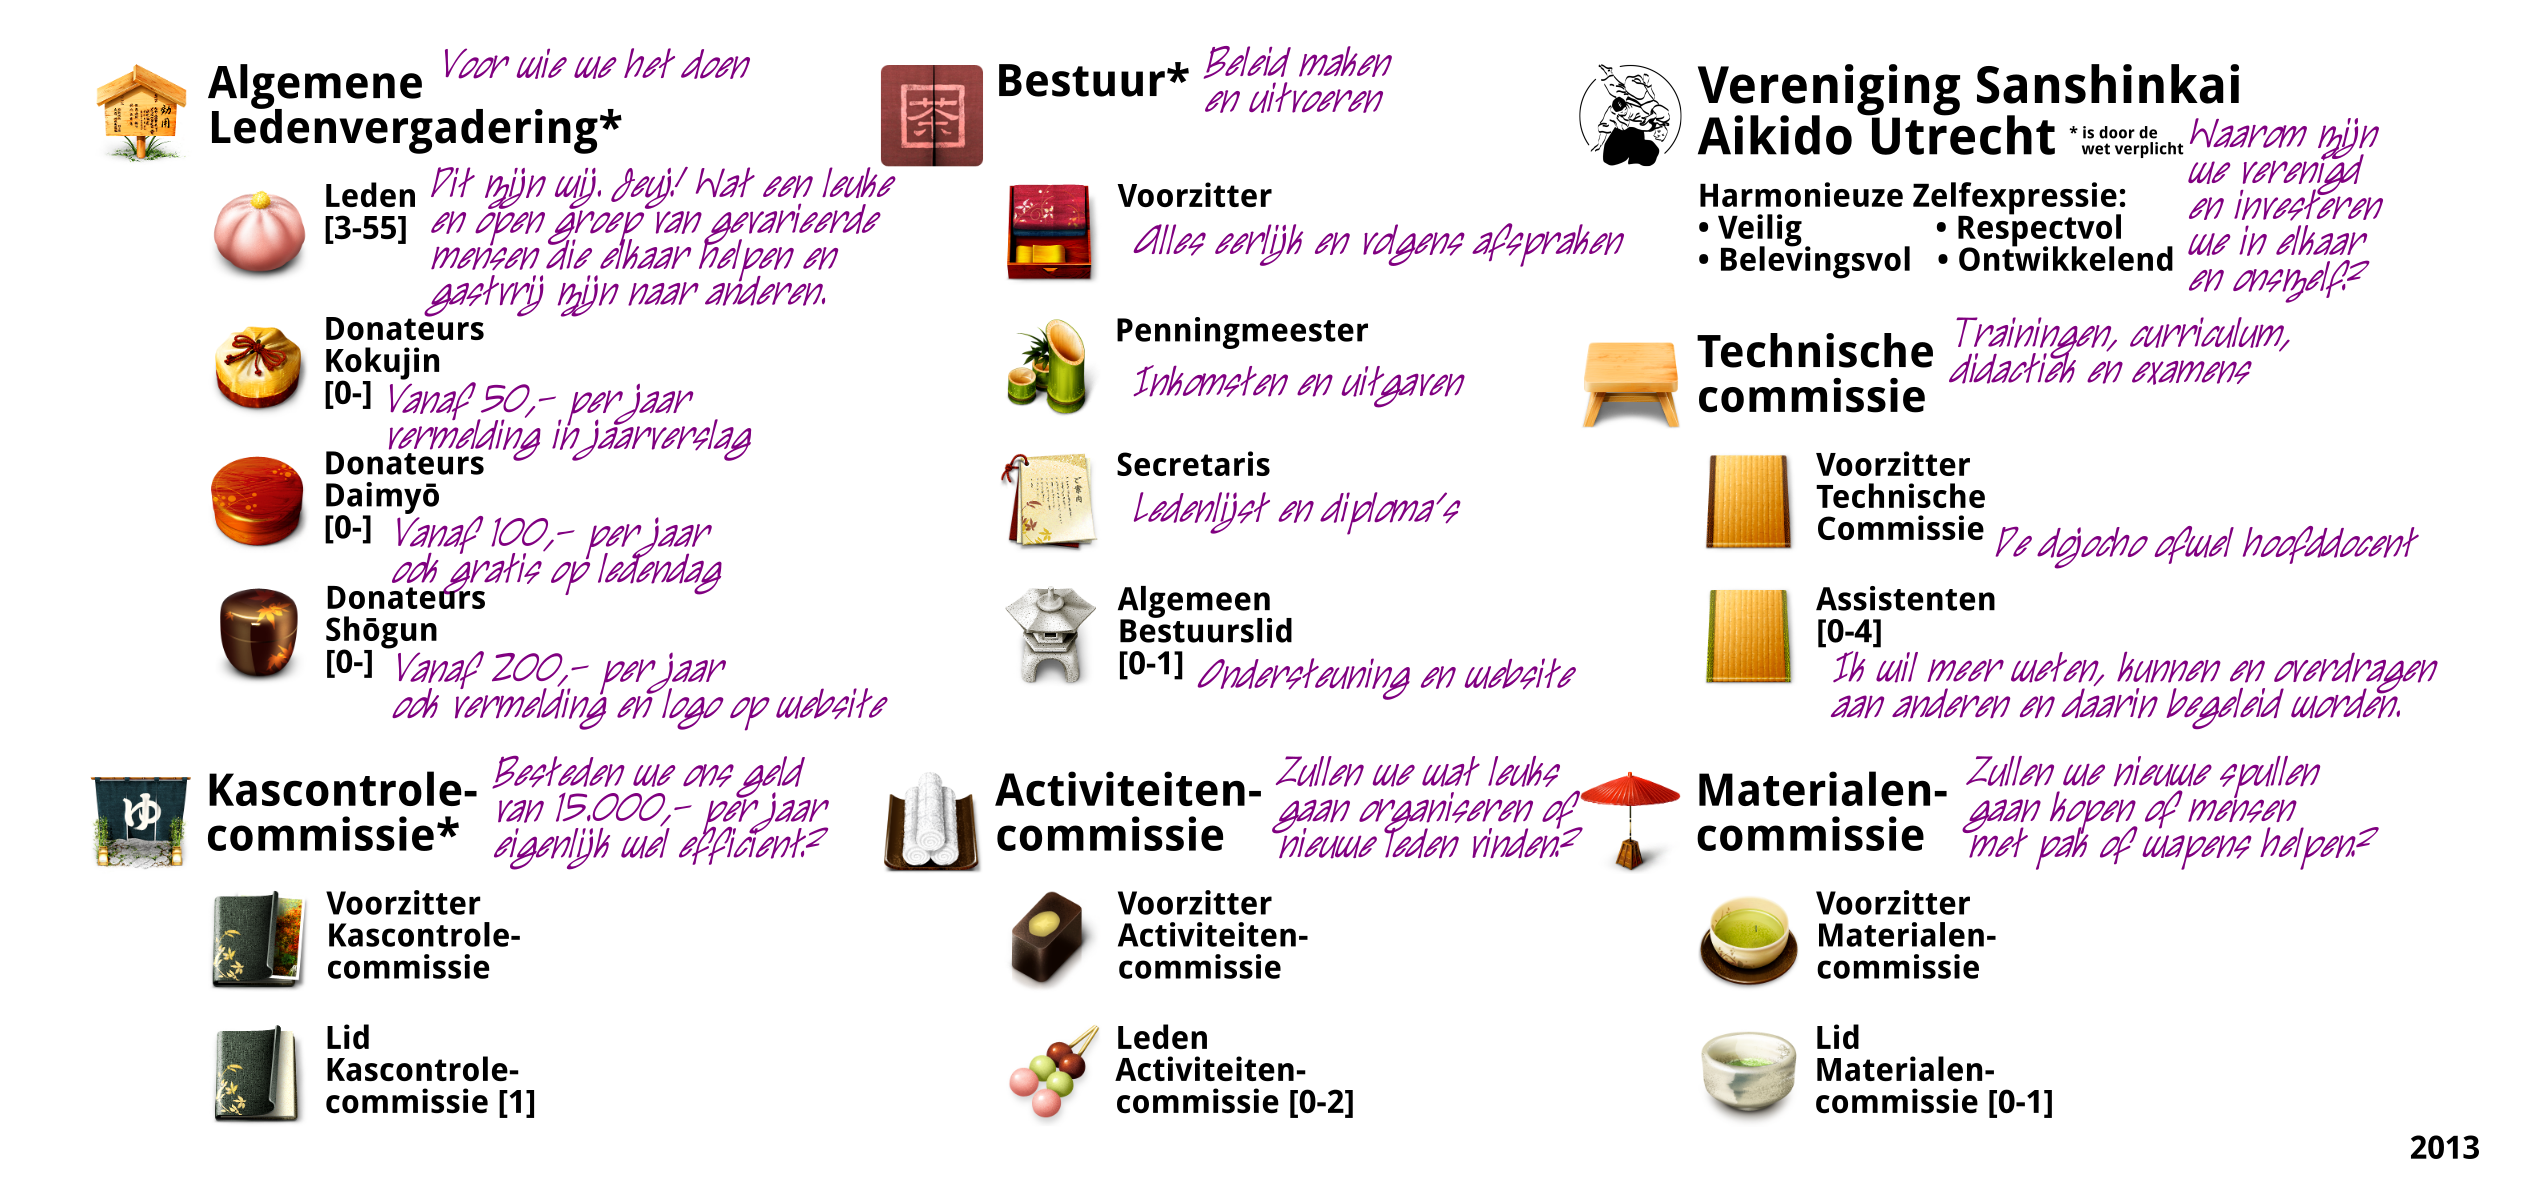 Algemene
Ledenvergadering*
Voor wie we het doen
Leden
[3-55]
Dit zijn wij. Jeuj! Wat een leuke
en open groep van gevarieerde
mensen die elkaar helpen en
gastvrij zijn naar anderen.
Donateurs
Kokujin
[0-]
Vanaf 50,- per jaar
vermelding in jaarverslag
Donateurs
Daimyō
[0-]
Vanaf 100,- per jaar
ook gratis op ledendag
Donateurs
Shōgun
[0-]
Vanaf 200,- per jaar
ook vermelding en logo op website
茶
Bestuur*
Beleid maken
en uitvoeren
Voorzitter
Alles eerlijk en volgens afspraken
Penningmeester
Inkomsten en uitgaven
Secretaris
Ledenlijst en diploma's
ご案内
Algemeen
Bestuurslid
[0-1]
Ondersteuning en website
Vereniging Sanshinkai
Aikido Utrecht
* is door de
wet verplicht
Waarom zijn
we verenigd
en investeren
we in elkaar
en onszelf?
Harmonieuze Zelfexpressie:
• Veilig • Respectvol
• Belevingsvol • Ontwikkelend
Technische
commissie
Trainingen, curriculum,
didactiek en examens
Voorzitter
Technische
Commissie
De dojocho ofwel hoofddocent
Assistenten
[0-4]
Ik wil meer weten, kunnen en overdragen
aan anderen en daarin begeleid worden.
ゆ
Kascontrole-
commissie*
Besteden we ons geld
van 15.000,- per jaar
eigenlijk wel efficient?
Voorzitter
Kascontrole-
commissie
Lid
Kascontrole-
commissie [1]
Activiteiten-
commissie
Zullen we wat leuks
gaan organiseren of
nieuwe leden vinden?
Voorzitter
Activiteiten-
commissie
Leden
Activiteiten-
commissie [0-2]
Materialen-
commissie
Zullen we nieuwe spullen
gaan kopen of mensen
met pak of wapens helpen?
Voorzitter
Materialen-
commissie
Lid
Materialen-
commissie [0-1]
2013